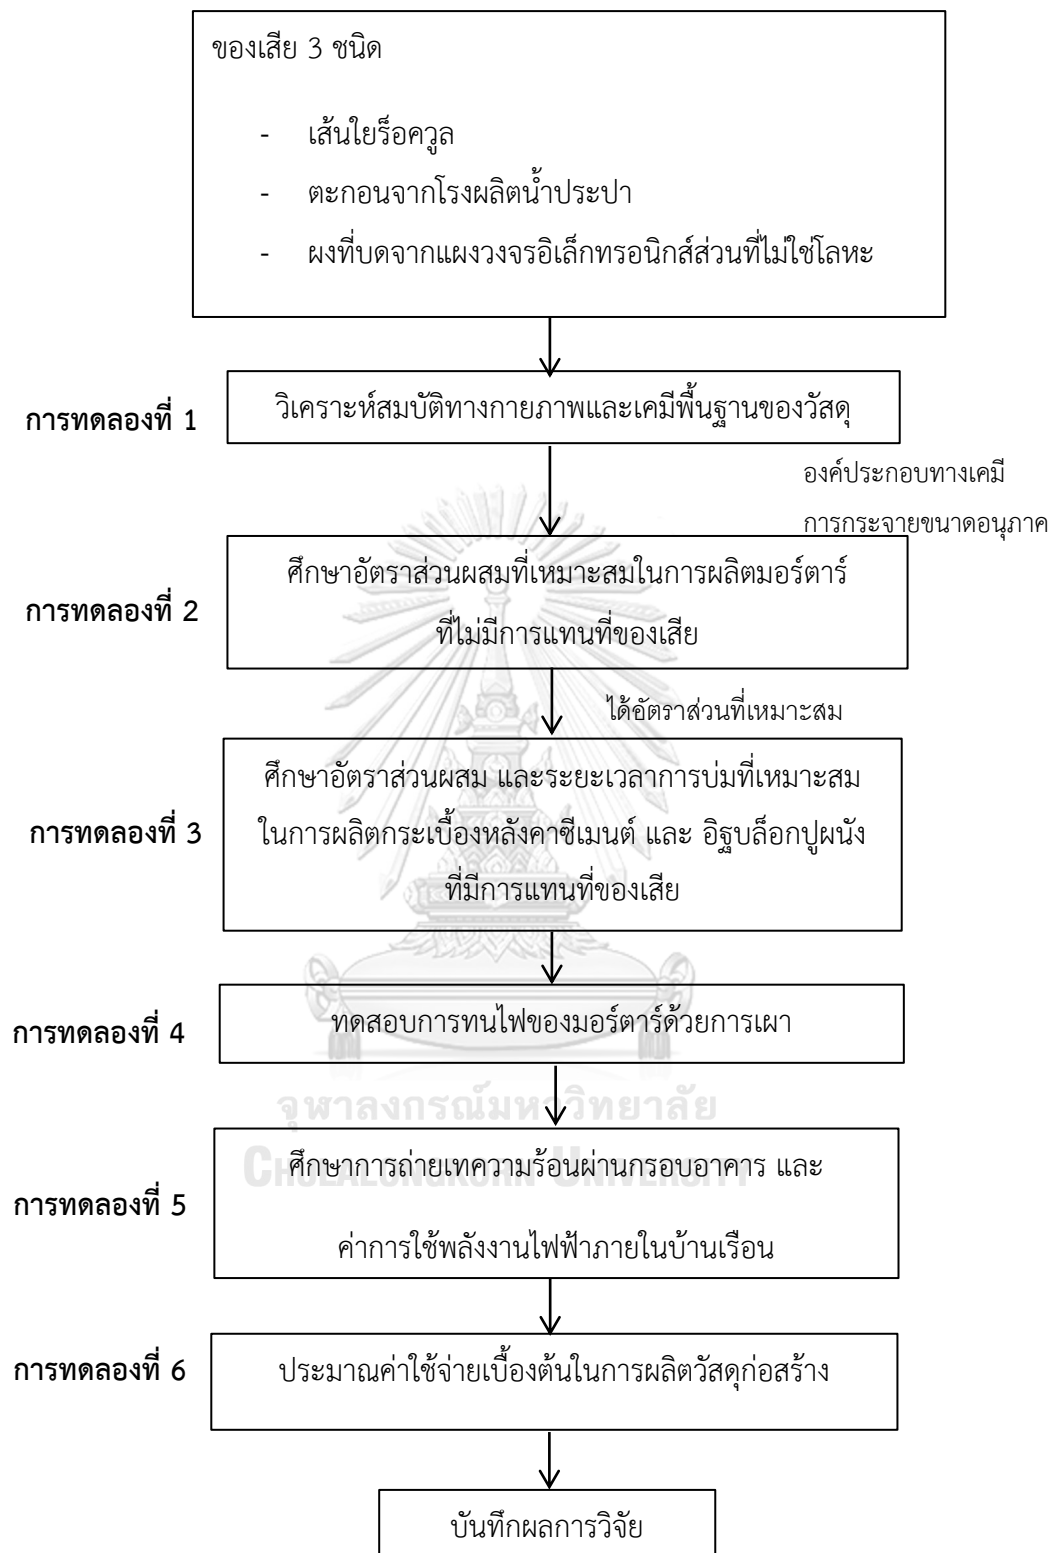 ของเสีย 3 ชนิด
- เส้นใยร็อควูล
- ตะกอนจากโรงผลิตน้ำประปา
- ผงที่บดจากแผงวงจรอิเล็กทรอนิกส์ส่วนที่ไม่ใช่โลหะ
การทดลองที่ 1
วิเคราะห์สมบัติทางกายภาพและเคมีพื้นฐานของวัสดุ
องค์ประกอบทางเคมี
การกระจายขนาดอนุภาค
การทดลองที่ 2
ศึกษาอัตราส่วนผสมที่เหมาะสมในการผลิตมอร์ตาร์
ที่ไม่มีการแทนที่ของเสีย
ได้อัตราส่วนที่เหมาะสม
การทดลองที่ 3
ศึกษาอัตราส่วนผสม และระยะเวลาการบ่มที่เหมาะสม
ในการผลิตกระเบื้องหลังคาซีเมนต์ และ อิฐบล็อกปูผนัง
ที่มีการแทนที่ของเสีย
การทดลองที่ 4
ทดสอบการทนไฟของมอร์ตาร์ด้วยการเผา
จุฬาลงกรณ์มหาวิทยาลัย
CHULALONGKORN UNIVERSITY
การทดลองที่ 5
ศึกษาการถ่ายเทความร้อนผ่านกรอบอาคาร และ
ค่าการใช้พลังงานไฟฟ้าภายในบ้านเรือน
การทดลองที่ 6
ประมาณค่าใช้จ่ายเบื้องต้นในการผลิตวัสดุก่อสร้าง
บันทึกผลการวิจัย